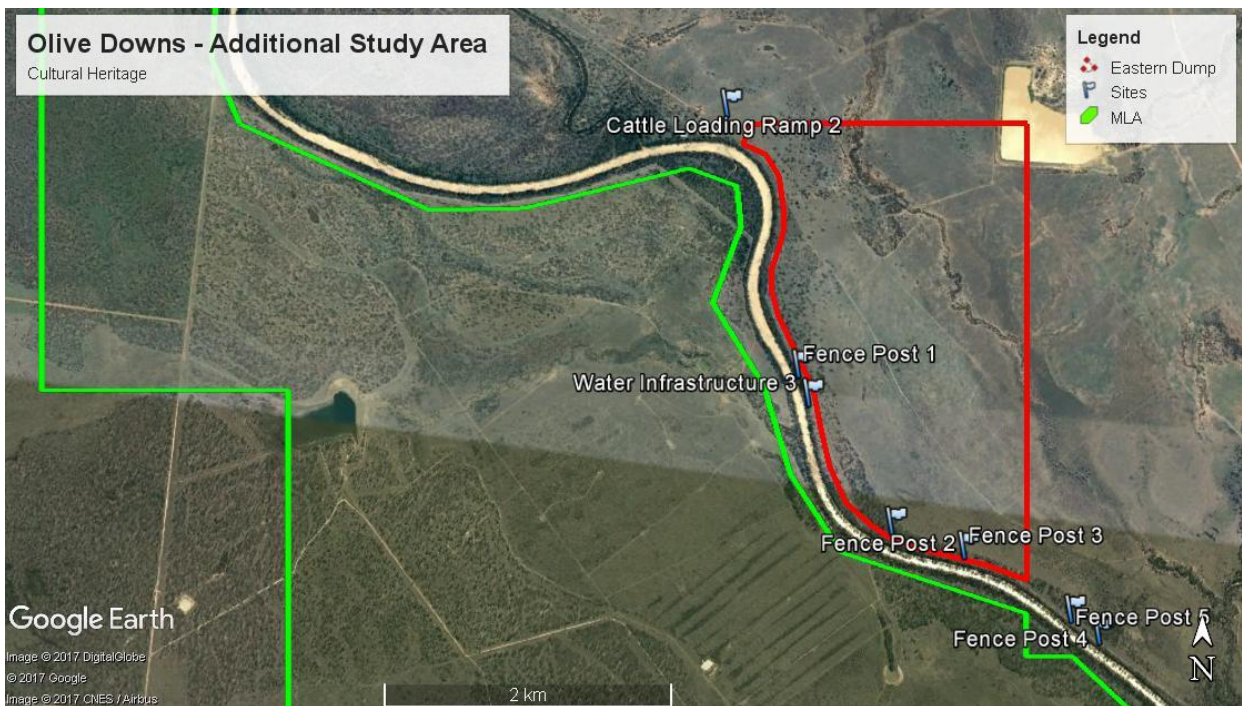 Olive Downs - Additional Study Area
Cultural Heritage
Legend
Eastern Dump
Sites
MLA
Cattle Loading Ramp 2
Fence Post 1
Water Infrastructure 3
Fence Post 2
Fence Post 3
Fence Post 5
Fence Post 4
N
Google Earth
Image © 2017 DigitalGlobe
© 2017 Google
Image © 2017 CNES / Airbus
2 km